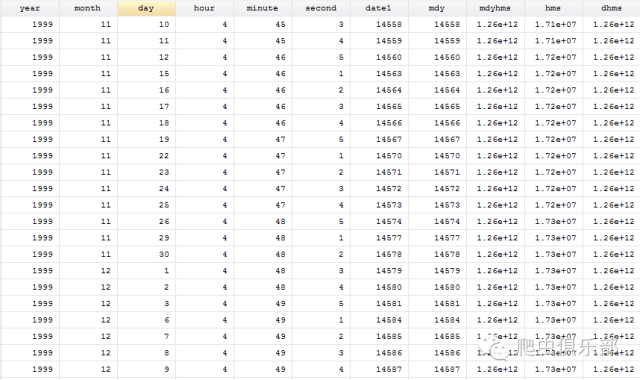 year month day hour minute second date1 mdy mdyhms hms dhms
1999 11 10 4 45 3 14558 14558 1.26e+12 1.71e+07 1.26e+12
1999 11 11 4 45 4 14559 14559 1.26e+12 1.71e+07 1.26e+12
1999 11 12 4 46 5 14560 14560 1.26e+12 1.72e+07 1.26e+12
1999 11 15 4 46 1 14563 14563 1.26e+12 1.72e+07 1.26e+12
1999 11 16 4 46 2 14564 14564 1.26e+12 1.72e+07 1.26e+12
1999 11 17 4 46 3 14565 14565 1.26e+12 1.72e+07 1.26e+12
1999 11 18 4 46 4 14566 14566 1.26e+12 1.72e+07 1.26e+12
1999 11 19 4 47 5 14567 14567 1.26e+12 1.72e+07 1.26e+12
1999 11 22 4 47 1 14570 14570 1.26e+12 1.72e+07 1.26e+12
1999 11 23 4 47 2 14571 14571 1.26e+12 1.72e+07 1.26e+12
1999 11 24 4 47 3 14572 14572 1.26e+12 1.72e+07 1.26e+12
1999 11 25 4 47 4 14573 14573 1.26e+12 1.72e+07 1.26e+12
1999 11 26 4 48 5 14574 14574 1.26e+12 1.73e+07 1.26e+12
1999 11 29 4 48 1 14577 14577 1.26e+12 1.73e+07 1.26e+12
1999 11 30 4 48 2 14578 14578 1.26e+12 1.73e+07 1.26e+12
1999 12 1 4 48 3 14579 14579 1.26e+12 1.73e+07 1.26e+12
1999 12 2 4 48 4 14580 14580 1.26e+12 1.73e+07 1.26e+12
1999 12 3 4 49 5 14581 14581 1.26e+12 1.73e+07 1.26e+12
1999 12 6 4 49 1 14584 14584 1.26e+12 1.73e+07 1.26e+12
1999 12 7 4 49 2 14585 14585 1.26e+12 1.73e+07 1.26e+12
1999 12 8 4 49 3 14586 14586 1.26e+12 1.73e+07 1.26e+12
1999 12 9 4 49 4 14587 14587 1.26e+12 1.73e+07 1.26e+12
爬虫俱乐部